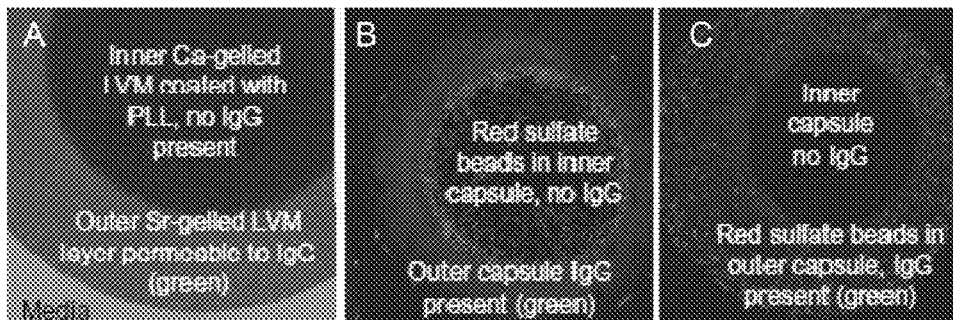 A
Inner Ca-gelled
LVM coated with
PLL, no IgG
present
Outer Sr-gelled LVM
layer permeable to IgG
(green)
Media
B
Red sulfate
beads in inner
capsule, no IgG
Outer capsule IgG
present (green)
C
Inner
capsule
no IgG
Red sulfate beads in
outer capsule, IgG
present (green)